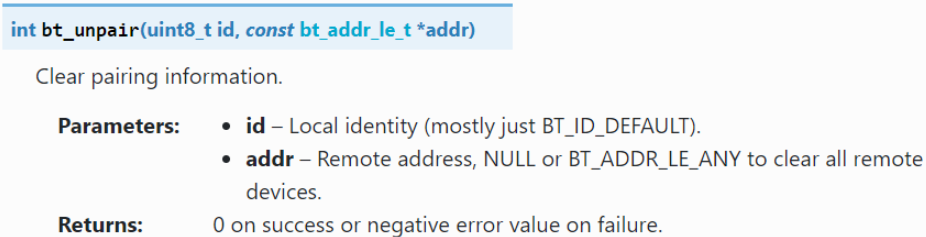 int bt_unpair(uint8_t id, const bt_addr_le_t *addr)
Clear pairing information.
Parameters: • id – Local identity (mostly just BT_ID_DEFAULT).
• addr – Remote address, NULL or BT_ADDR_LE_ANY to clear all remote
devices.
Returns: 0 on success or negative error value on failure.